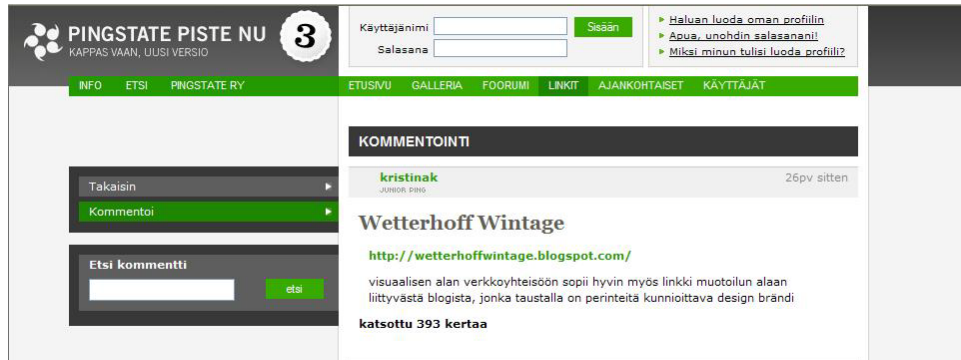 PINGSTATE PISTE NU
KAPPAS VAAN, UUSI VERSIO
3
Käyttäjänimi
Salasana
Sisään
Haluan luoda oman profiilin
Apua, unohdin salasanani!
Miksi minun tulisi luoda profiili?
INFO ETSI PINGSTATE RY
ETUSIVU GALLERIA FOORUMI LINKIT AJANKOHTAISET KÄYTTÄJÄT
Takaisin
Kommentoi
Etsi kommentti
etsi
KOMMENTOINTI
kristinak 26pv sitten
JUNIOR PING
Wetterhoff Wintage
http://wetterhoffwintage.blogspot.com/
visuaalisen alan verkkoyhteisöön sopii hyvin myös linkki muotoilun alaan
liittyvästä blogista, jonka taustalla on perinteitä kunnioittava design brändi
katsottu 393 kertaa